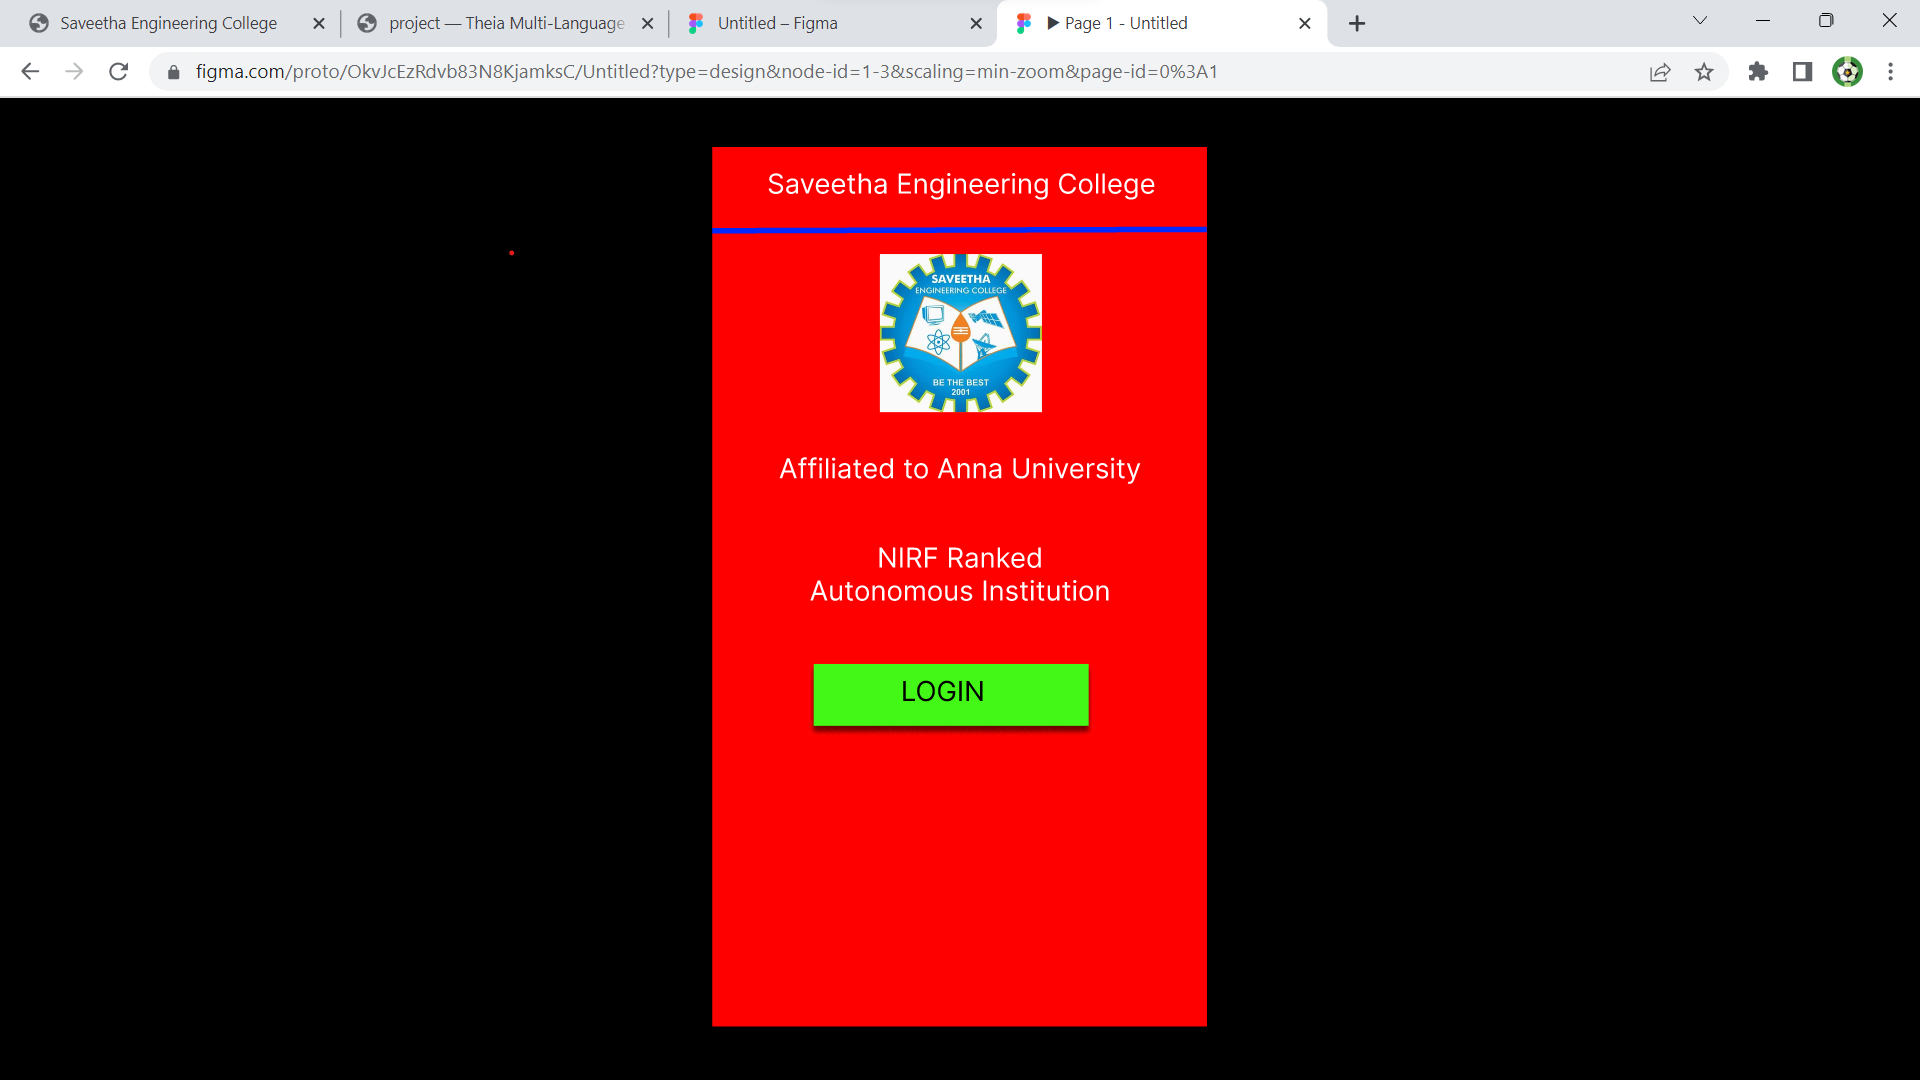 Saveetha Engineering College
project — Theia Multi-Language
Untitled – Figma
▶ Page 1 - Untitled
figma.com/proto/OkvJcEzRdvb83N8KjamksC/Untitled?type=design&node-id=1-3&scaling=min-zoom&page-id=0%3A1
Saveetha Engineering College
SAVEETHA
ENGINEERING COLLEGE
BE THE BEST
2001
Affiliated to Anna University
NIRF Ranked
Autonomous Institution
LOGIN